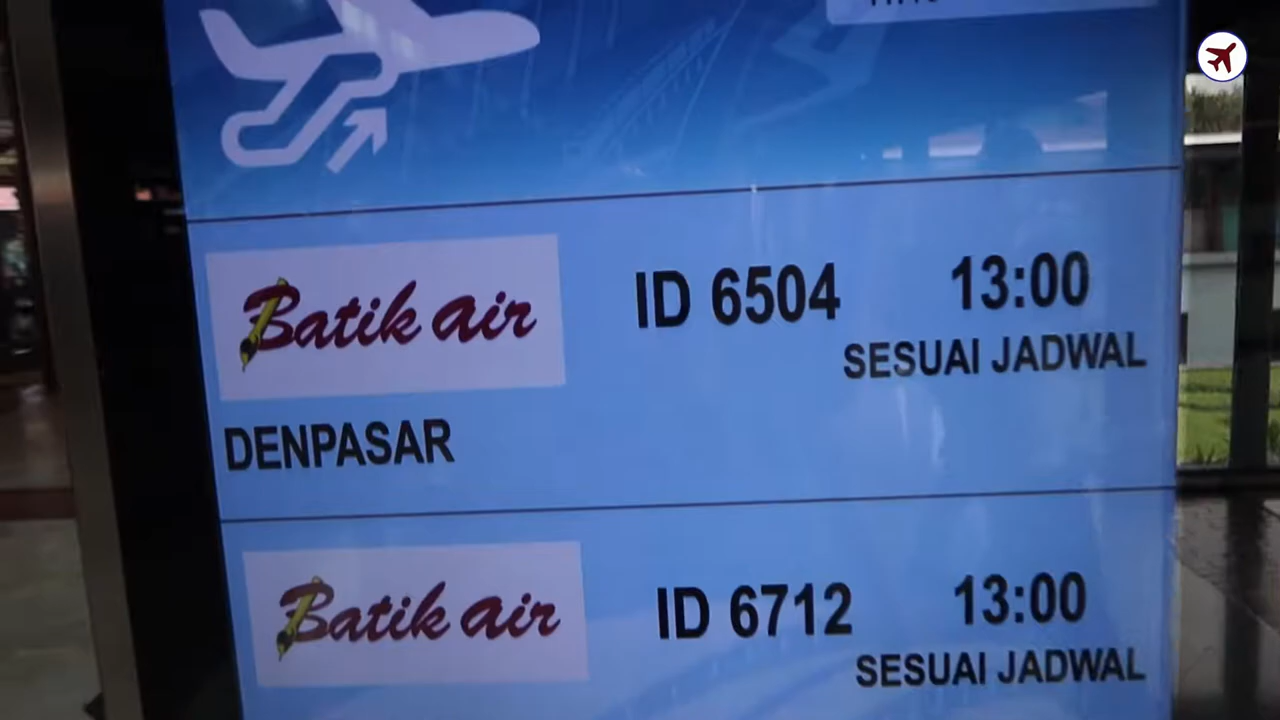 Batik air
ID 6504
13:00
SESUAI JADWAL
DENPASAR
Batik air
ID 6712
13:00
SESUAI JADWAL